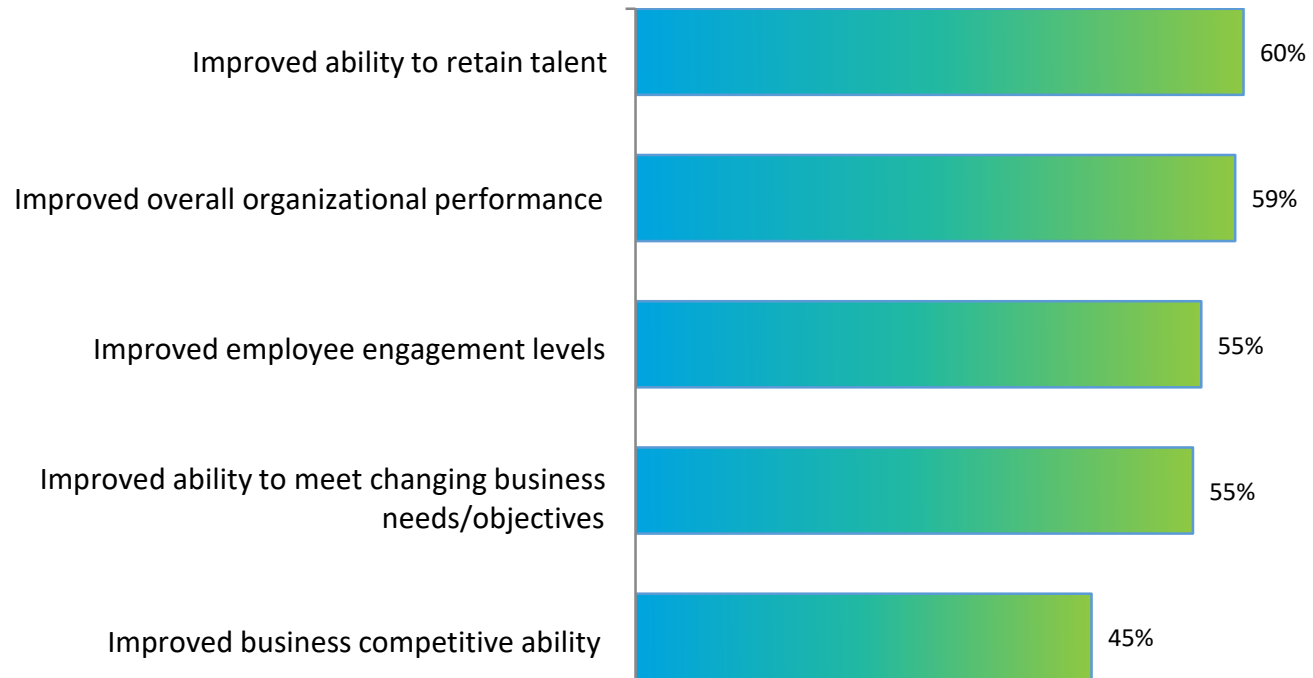 Improved ability to retain talent
60%
Improved overall organizational performance
59%
Improved employee engagement levels
55%
Improved ability to meet changing business
needs/objectives
55%
Improved business competitive ability
45%